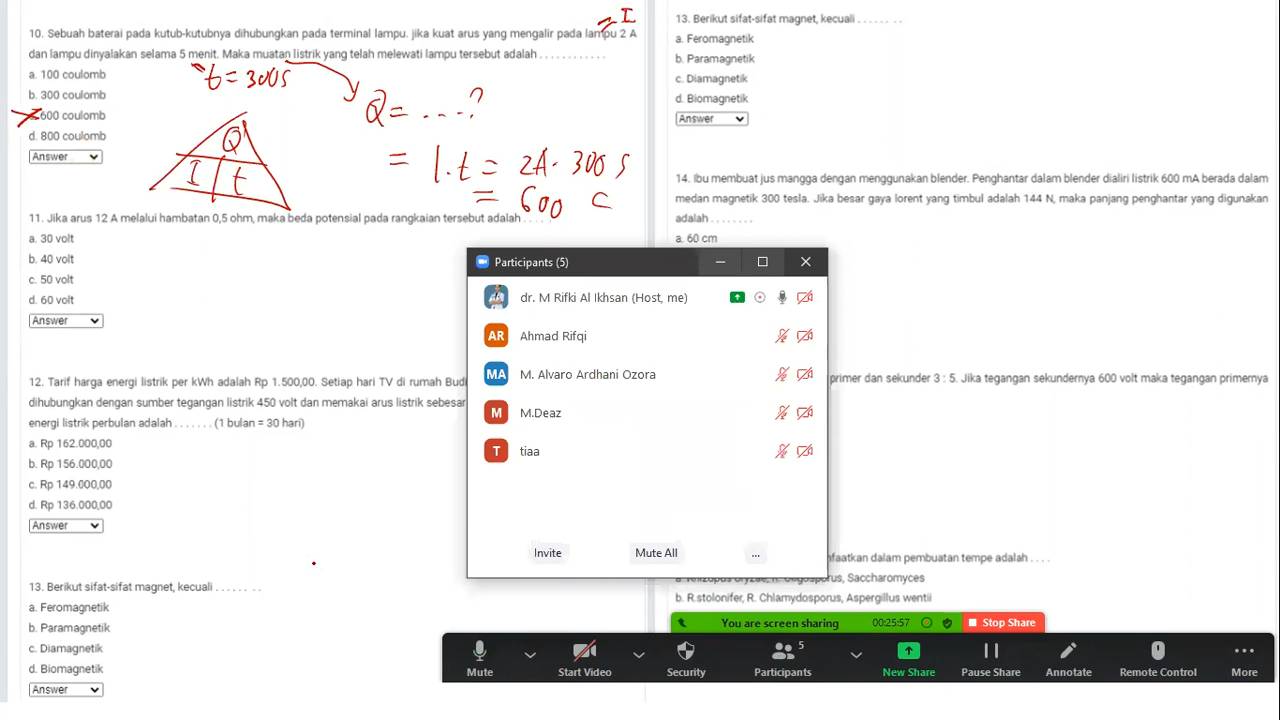 = I
10. Sebuah baterai pada kutub-kutubnya dihubungkan pada terminal lampu. jika kuat arus yang mengalir pada lampu 2 A
dan lampu dinyalakan selama 5 menit. Maka muatan listrik yang telah melewati lampu tersebut adalah . . . . . . . . . . . .
t = 300 s
a. 100 coulomb
b. 300 coulomb
600 coulomb
d. 800 coulomb
Answer
Q
I t
Q = . . . . ?
= I . t = 2A . 300 s
= 600 C
11. Jika arus 12 A melalui hambatan 0,5 ohm, maka beda potensial pada rangkaian tersebut adalah . . . . .
a. 30 volt
b. 40 volt
c. 50 volt
d. 60 volt
Answer
12. Tarif harga energi listrik per kWh adalah Rp 1.500,00. Setiap hari TV di rumah Budi
dihubungkan dengan sumber tegangan listrik 450 volt dan memakai arus listrik sebesar
energi listrik perbulan adalah . . . . . . . (1 bulan = 30 hari)
a. Rp 162.000,00
b. Rp 156.000,00
c. Rp 149.000,00
d. Rp 136.000,00
Answer
13. Berikut sifat-sifat magnet, kecuali . . . . . . . .
a. Feromagnetik
b. Paramagnetik
c. Diamagnetik
d. Biomagnetik
Answer
13. Berikut sifat-sifat magnet, kecuali . . . . . . . .
a. Feromagnetik
b. Paramagnetik
c. Diamagnetik
d. Biomagnetik
Answer
14. Ibu membuat jus mangga dengan menggunakan blender. Penghantar dalam blender dialiri listrik 600 mA berada dalam
medan magnetik 300 tesla. Jika besar gaya lorent yang timbul adalah 144 N, maka panjang penghantar yang digunakan
adalah . . . . . . . .
a. 60 cm
primer dan sekunder 3 : 5. Jika tegangan sekundernya 600 volt maka tegangan primernya
faatkan dalam pembuatan tempe adalah . . . .
a. Rhizopus oryzae, R. Oligosporus, Saccharomyces
b. R.stolonifer, R. Chlamydosporus, Aspergillus wentii
Participants (5)
dr. M Rifki Al Ikhsan (Host, me)
AR Ahmad Rifqi
MA M. Alvaro Ardhani Ozora
M M.Deaz
T tiaa
Invite Mute All ...
You are screen sharing 00:25:57 Stop Share
Mute Start Video Security Participants 5 New Share Pause Share Annotate Remote Control More